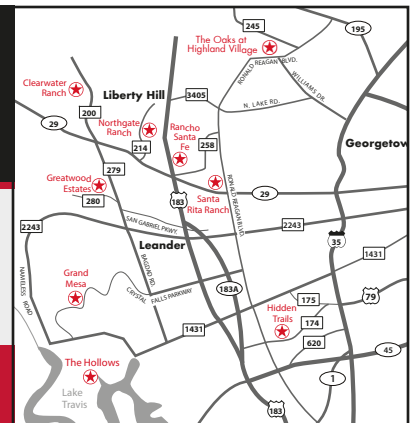 245
195
The Oaks at
Highland Village
RONALD REAGAN BLVD.
WILLIAMS DR.
Clearwater
Ranch
Liberty Hill
3405
N. LAKE RD.
200
29
Northgate
Ranch
Rancho
Santa
Fe
214
258
Georgetow
279
Greatwood
Estates
280
183
Santa
Rita Ranch
RONALD REAGAN BLVD.
29
SAN GABRIEL PKWY.
2243
2243
Leander
35
1431
BAGDAD RD.
NAMELESS ROAD
Grand
Mesa
CRYSTAL FALLS PARKWAY
183A
175
79
Hidden
Trails
174
1431
620
45
The Hollows
Lake
Travis
1
183